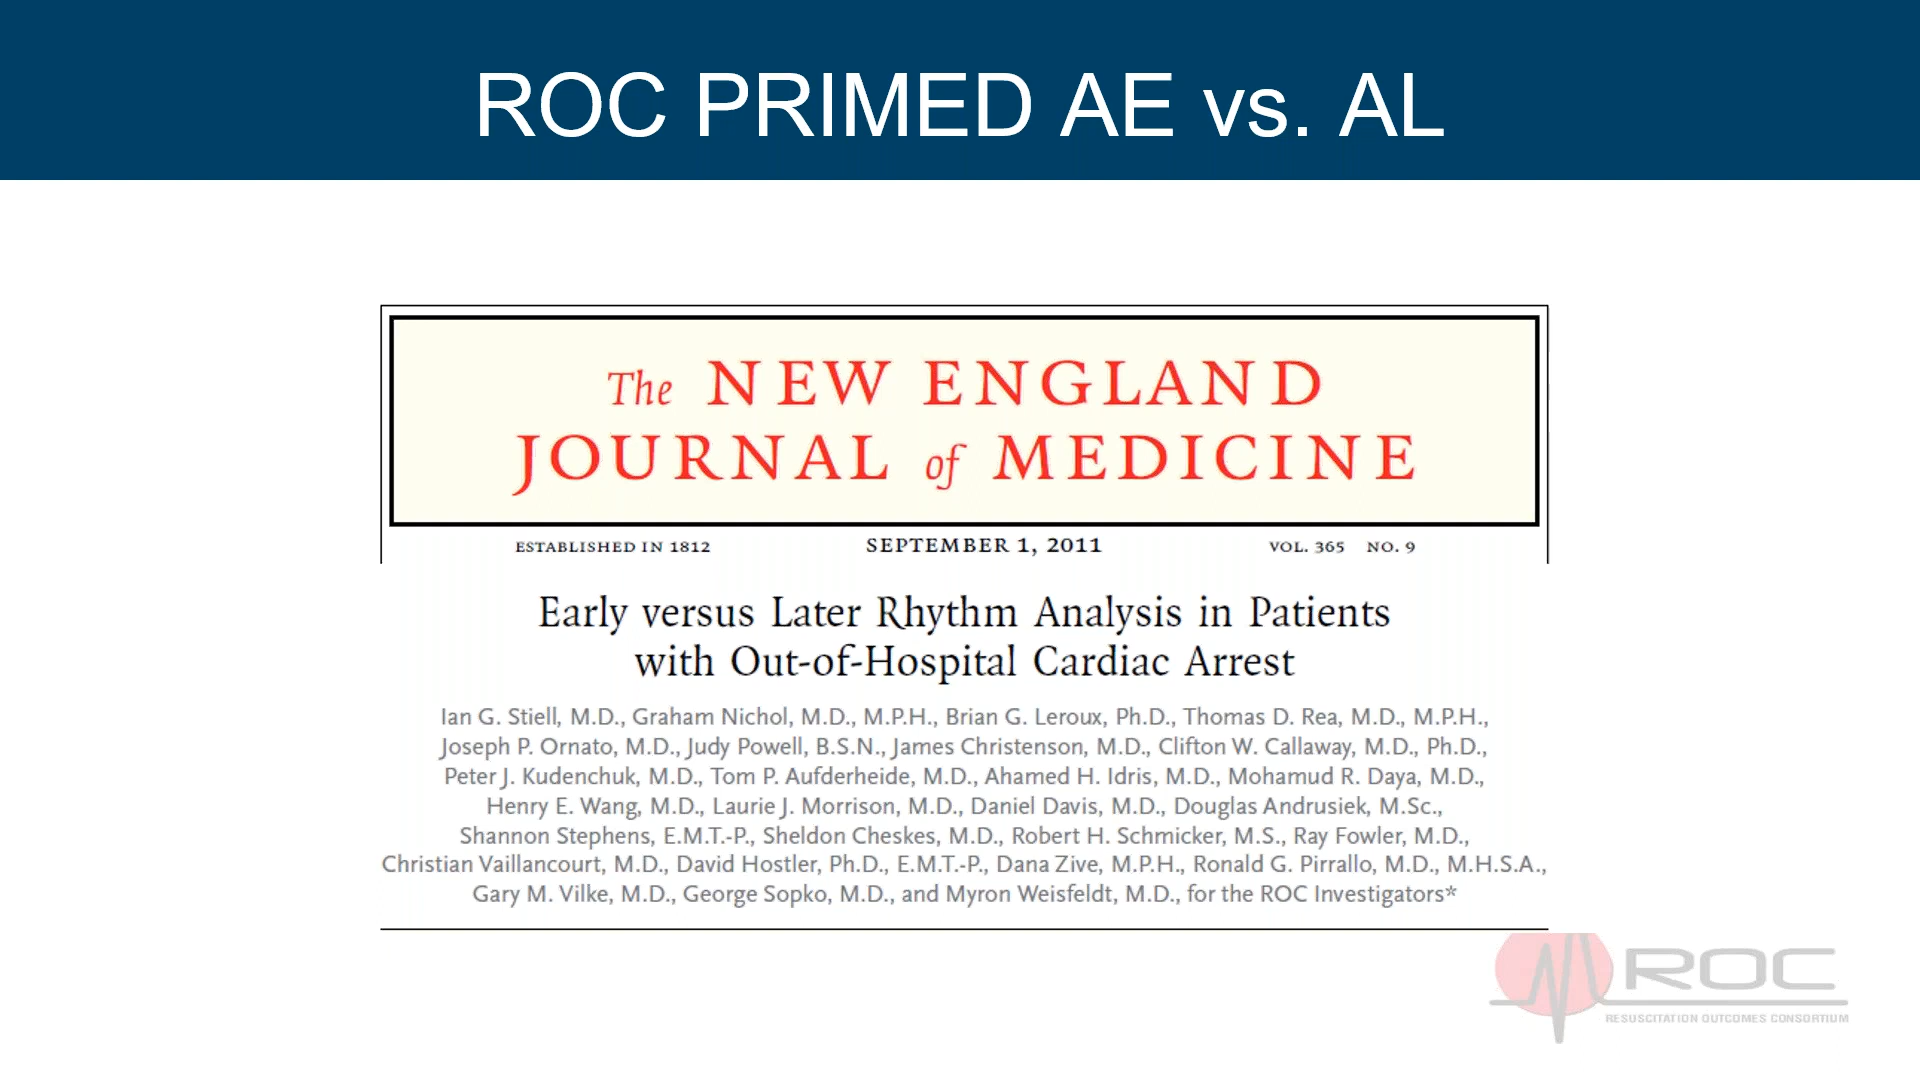 ROC PRIMED AE vs. AL
The NEW ENGLAND
JOURNAL of MEDICINE
ESTABLISHED IN 1812 SEPTEMBER 1, 2011 VOL. 365 NO. 9
Early versus Later Rhythm Analysis in Patients
with Out-of-Hospital Cardiac Arrest
Ian G. Stiell, M.D., Graham Nichol, M.D., M.P.H., Brian G. Leroux, Ph.D., Thomas D. Rea, M.D., M.P.H.,
Joseph P. Ornato, M.D., Judy Powell, B.S.N., James Christenson, M.D., Clifton W. Callaway, M.D., Ph.D.,
Peter J. Kudenchuk, M.D., Tom P. Aufderheide, M.D., Ahamed H. Idris, M.D., Mohamud R. Daya, M.D.,
Henry E. Wang, M.D., Laurie J. Morrison, M.D., Daniel Davis, M.D., Douglas Andrusiek, M.Sc.,
Shannon Stephens, E.M.T.-P., Sheldon Cheskes, M.D., Robert H. Schmicker, M.S., Ray Fowler, M.D.,
Christian Vaillancourt, M.D., David Hostler, Ph.D., E.M.T.-P., Dana Zive, M.P.H., Ronald G. Pirrallo, M.D., M.H.S.A.,
Gary M. Vilke, M.D., George Sopko, M.D., and Myron Weisfeldt, M.D., for the ROC Investigators*
ROC
RESUSCITATION OUTCOMES CONSORTIUM